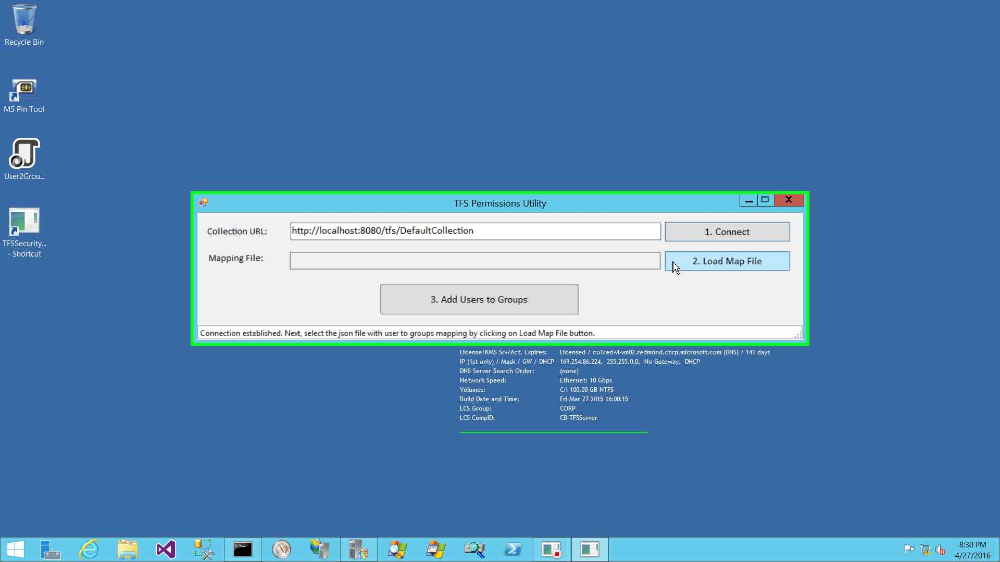 Recycle Bin
MS Pin Tool
User2Grou...
TFSSecurity...
- Shortcut
TFS Permissions Utility
X
Collection URL:
http://localhost:8080/tfs/DefaultCollection
1. Connect
Mapping File:
2. Load Map File
3. Add Users to Groups
Connection established. Next, select the json file with user to groups mapping by clicking on Load Map File button.
License/KMS Srv/Act. Expires: Licensed / co1red-vl-vm02.redmond.corp.microsoft.com (DNS) / 141 days
IP (1st only) / Mask / GW / DHCP 169.254.86.224, 255.255.0.0, No Gateway, DHCP
DNS Server Search Order: (none)
Network Speed: Ethernet: 10 Gbps
Volumes: C:\ 100.00 GB NTFS
Build Date and Time: Fri Mar 27 2015 16:00:15
LCS Group: CORP
LCS CompID: CB-TFSServer
8:30 PM
4/27/2016